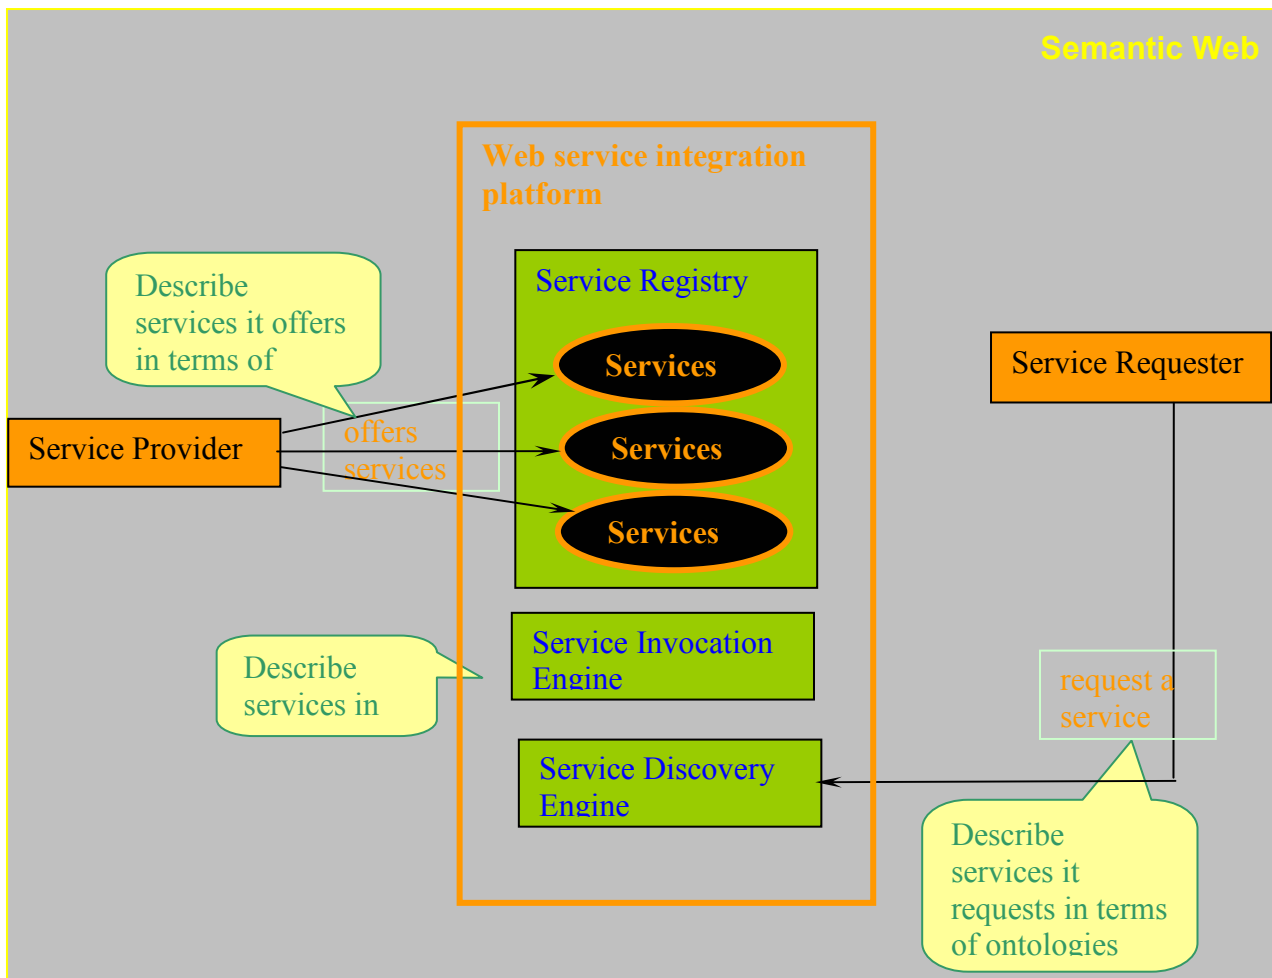 Semantic Web
Web service integration
platform
Describe
services it offers
in terms of
Service Registry
Services
Services
Services
Service Provider
offers
services
Service Requester
Service Invocation
Engine
Describe
services in
request a
service
Service Discovery
Engine
Describe
services it
requests in terms
of ontologies